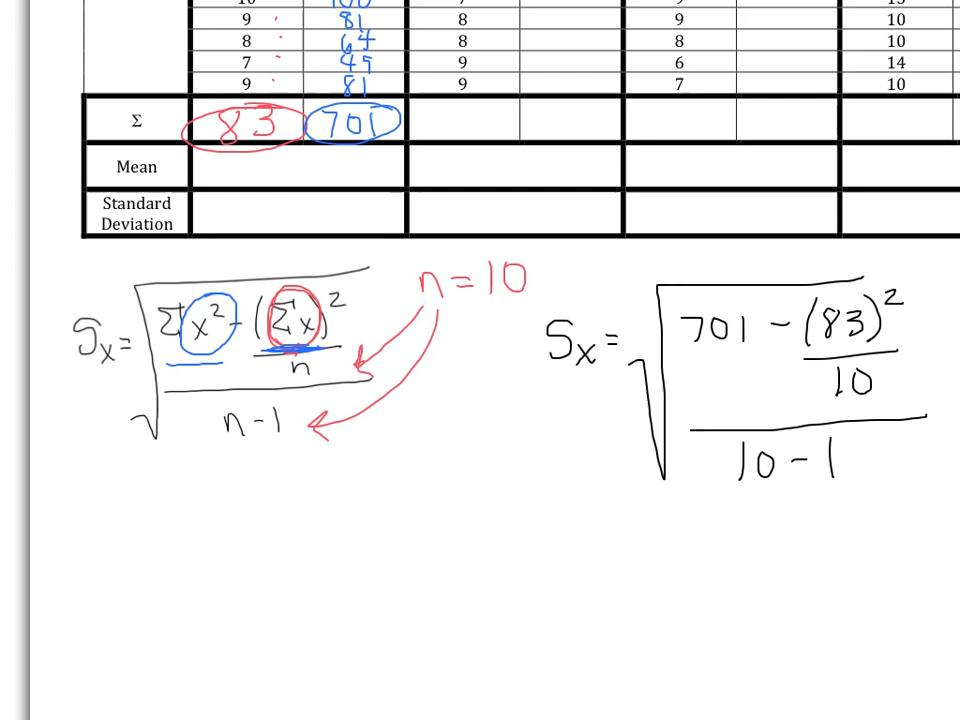 9 81 8 9 10
8 64 8 8 10
7 49 9 6 14
9 81 9 7 10
Σ 83 701
Mean
Standard
Deviation
n = 10
Sx = √((Σx² - (Σx)²/n)/(n-1))
Sx = √((701 - (83)²/10)/(10 - 1))